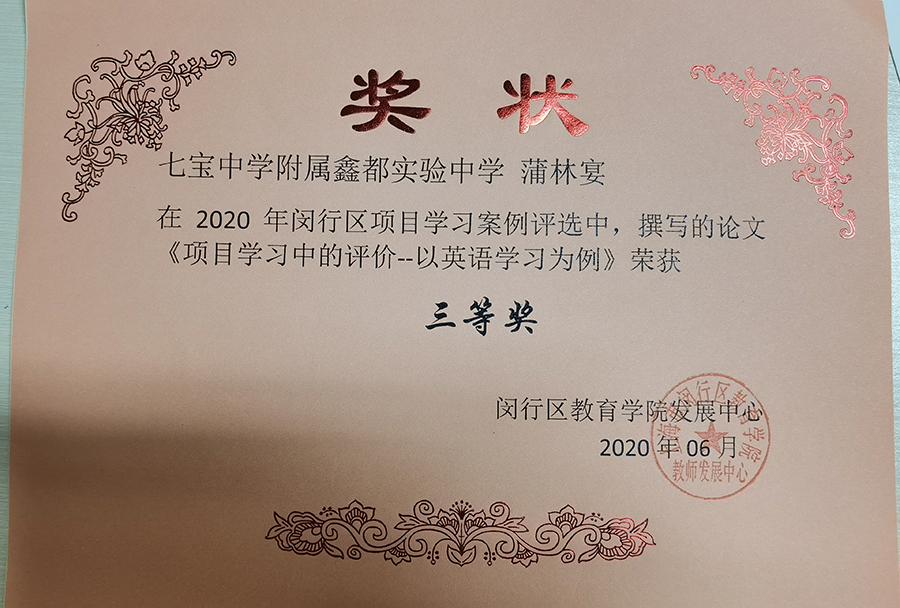 奖 状
七宝中学附属鑫都实验中学 蒲林宴
在 2020 年闵行区项目学习案例评选中，撰写的论文
《项目学习中的评价--以英语学习为例》荣获
三等奖
闵行区教育学院发展中心
2020 年 06 月
闵行区教育学院
教师发展中心